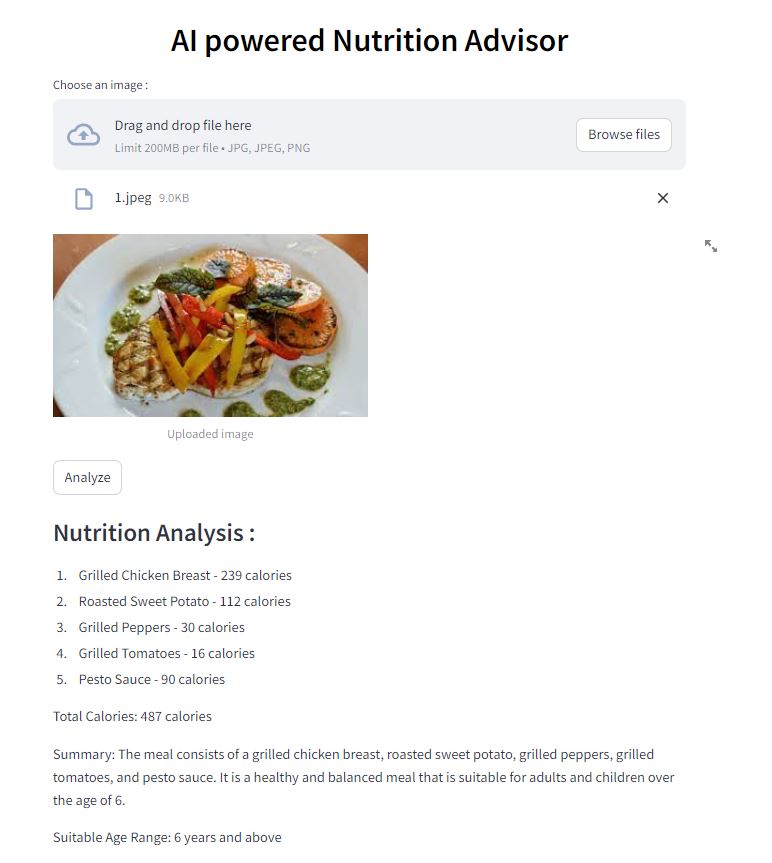 AI powered Nutrition Advisor
Choose an image :
Drag and drop file here
Limit 200MB per file • JPG, JPEG, PNG
Browse files
1.jpeg 9.0KB
Uploaded image
Analyze
Nutrition Analysis :
1. Grilled Chicken Breast - 239 calories
2. Roasted Sweet Potato - 112 calories
3. Grilled Peppers - 30 calories
4. Grilled Tomatoes - 16 calories
5. Pesto Sauce - 90 calories
Total Calories: 487 calories
Summary: The meal consists of a grilled chicken breast, roasted sweet potato, grilled peppers, grilled
tomatoes, and pesto sauce. It is a healthy and balanced meal that is suitable for adults and children over
the age of 6.
Suitable Age Range: 6 years and above